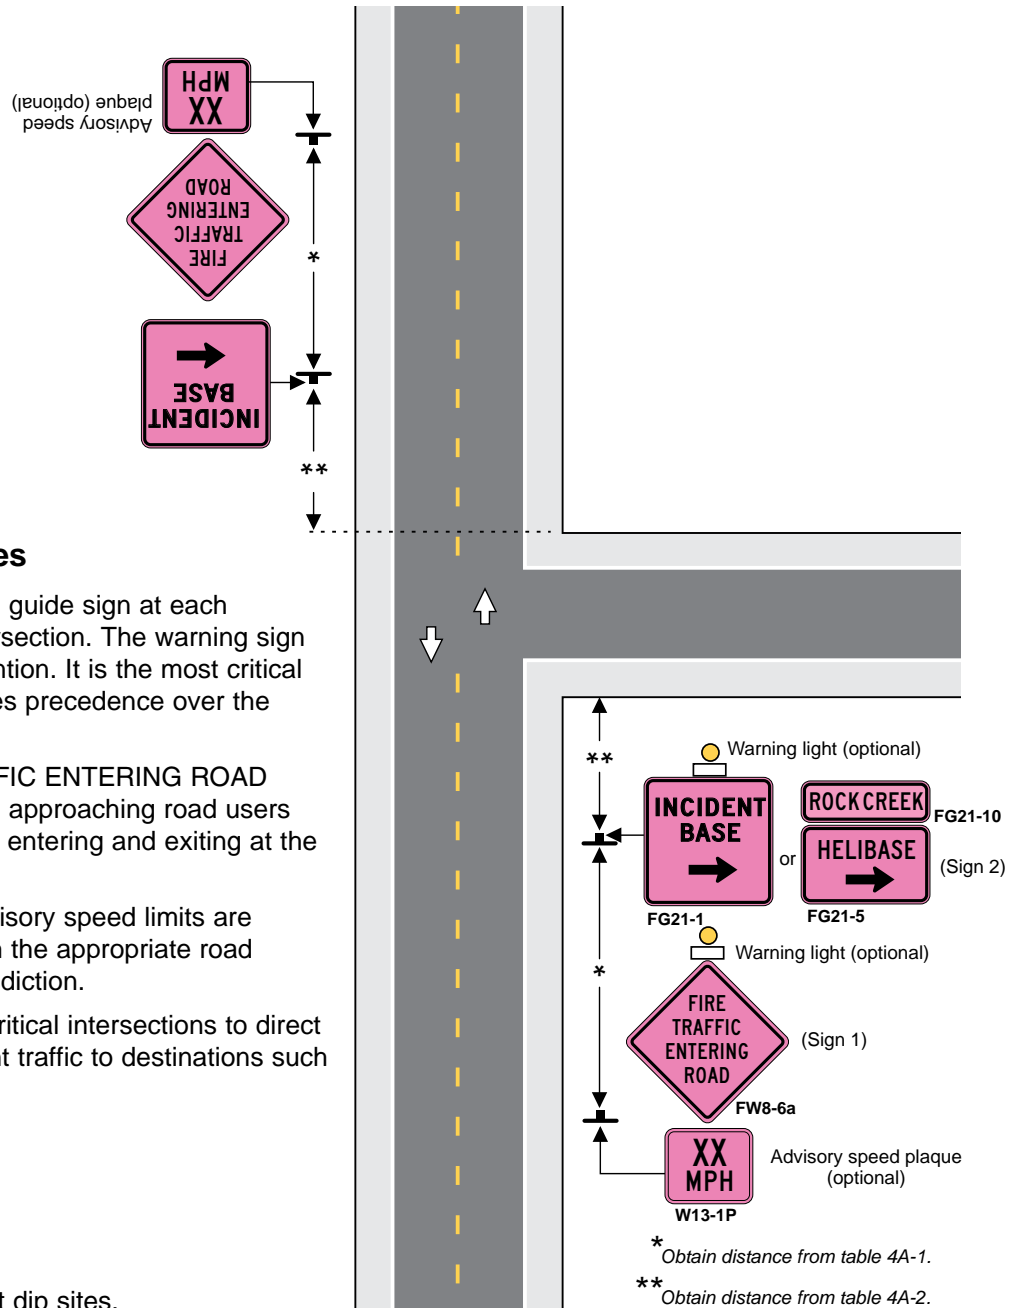 XX
MPH
Advisory speed
plaque (optional)
FIRE
TRAFFIC
ENTERING
ROAD
*
INCIDENT
BASE
**
es
guide sign at each
rsection. The warning sign
ntion. It is the most critical
es precedence over the
FIC ENTERING ROAD
approaching road users
entering and exiting at the
visory speed limits are
n the appropriate road
diction.
ritical intersections to direct
nt traffic to destinations such
t dip sites.
**
Warning light (optional)
INCIDENT
BASE
FG21-1
or
ROCK CREEK
FG21-10
HELIBASE
FG21-5
(Sign 2)
*
Warning light (optional)
FIRE
TRAFFIC
ENTERING
ROAD
(Sign 1)
FW8-6a
XX
MPH
W13-1P
Advisory speed plaque
(optional)
*Obtain distance from table 4A-1.
**Obtain distance from table 4A-2.